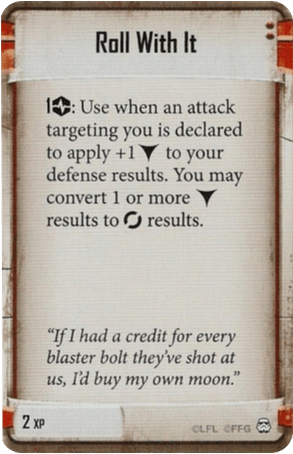 Roll With It
1: Use when an attack
targeting you is declared
to apply +1 to your
defense results. You may
convert 1 or more
results to results.
“If I had a credit for every
blaster bolt they’ve shot at
us, I’d buy my own moon.”
2 XP
©LFL ©FFG